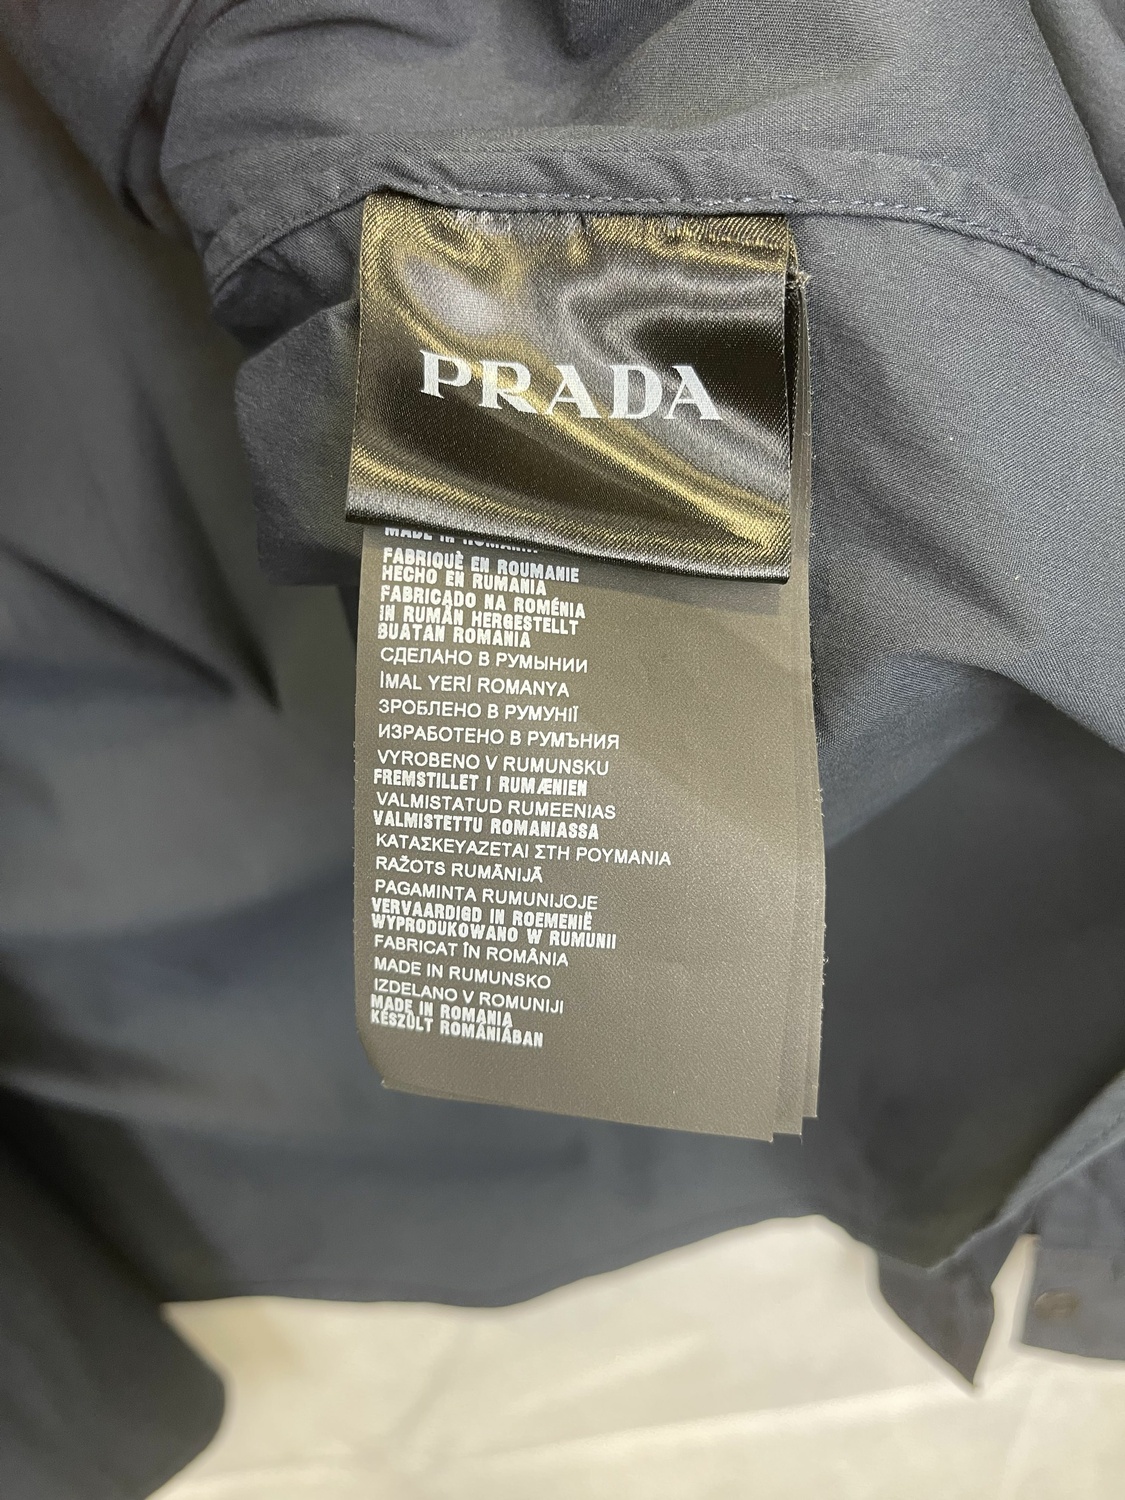 PRADA
MADE IN ROMANIA
FABRIQUÈ EN ROUMANIE
HECHO EN RUMANIA
FABRICADO NA ROMÉNIA
IN RUMÄN HERGESTELLT
BUATAN ROMANIA
СДЕЛАНО В РУМЫНИИ
İMAL YERİ ROMANYA
ЗРОБЛЕНО В РУМУНІЇ
ИЗРАБОТЕНО В РУМЪНИЯ
VYROBENO V RUMUNSKU
FREMSTILLET I RUMÆNIEN
VALMISTATUD RUMEENIAS
VALMISTETTU ROMANIASSA
ΚΑΤΑΣΚΕΥΑΖΕΤΑΙ ΣΤΗ ΡΟΥΜΑΝΙΑ
RAŽOTS RUMĀNIJĀ
PAGAMINTA RUMUNIJOJE
VERVAARDIGD IN ROEMENIË
WYPRODUKOWANO W RUMUNII
FABRICAT ÎN ROMÂNIA
MADE IN RUMUNSKO
IZDELANO V ROMUNIJI
MADE IN ROMANIA
KÉSZÜLT ROMÁNIÁBAN